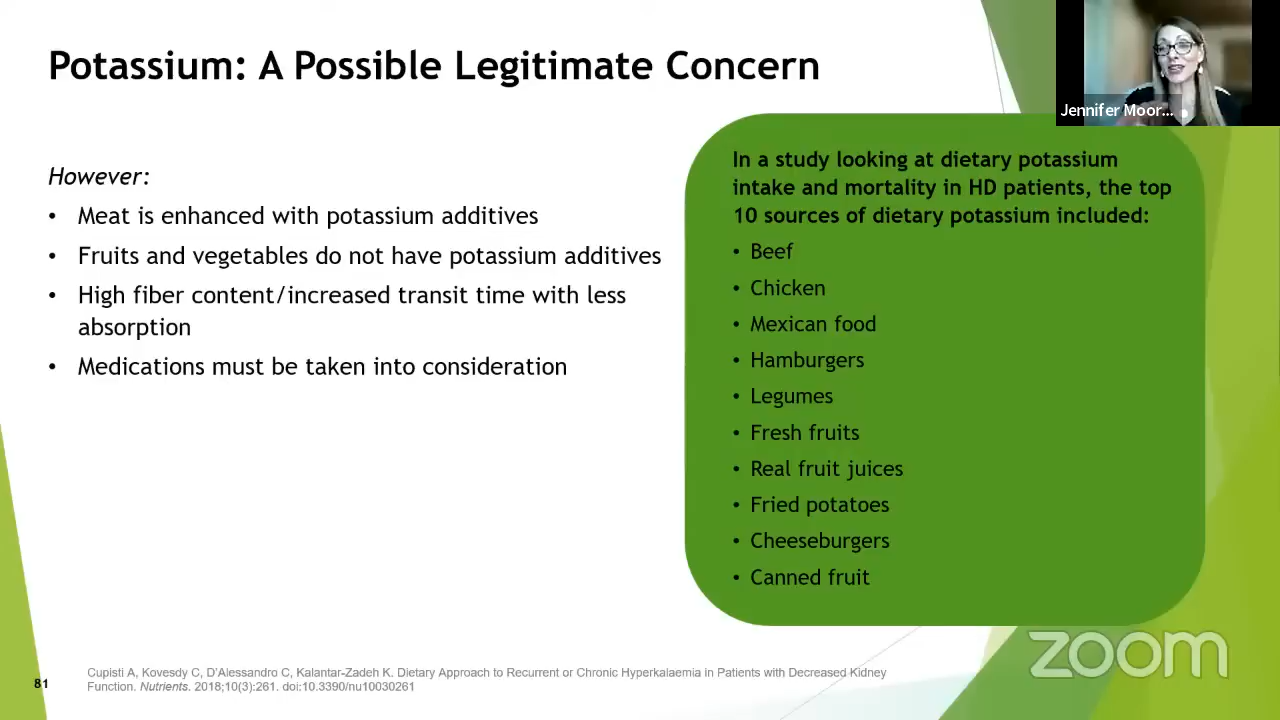 Potassium: A Possible Legitimate Concern
Jennifer Moor...
However:
• Meat is enhanced with potassium additives
• Fruits and vegetables do not have potassium additives
• High fiber content/increased transit time with less
absorption
• Medications must be taken into consideration
In a study looking at dietary potassium
intake and mortality in HD patients, the top
10 sources of dietary potassium included:
• Beef
• Chicken
• Mexican food
• Hamburgers
• Legumes
• Fresh fruits
• Real fruit juices
• Fried potatoes
• Cheeseburgers
• Canned fruit
zoom
81
Cupisti A, Kovesdy C, D'Alessandro C, Kalantar-Zadeh K. Dietary Approach to Recurrent or Chronic Hyperkalaemia in Patients with Decreased Kidney
Function. Nutrients. 2018;10(3):261. doi:10.3390/nu10030261